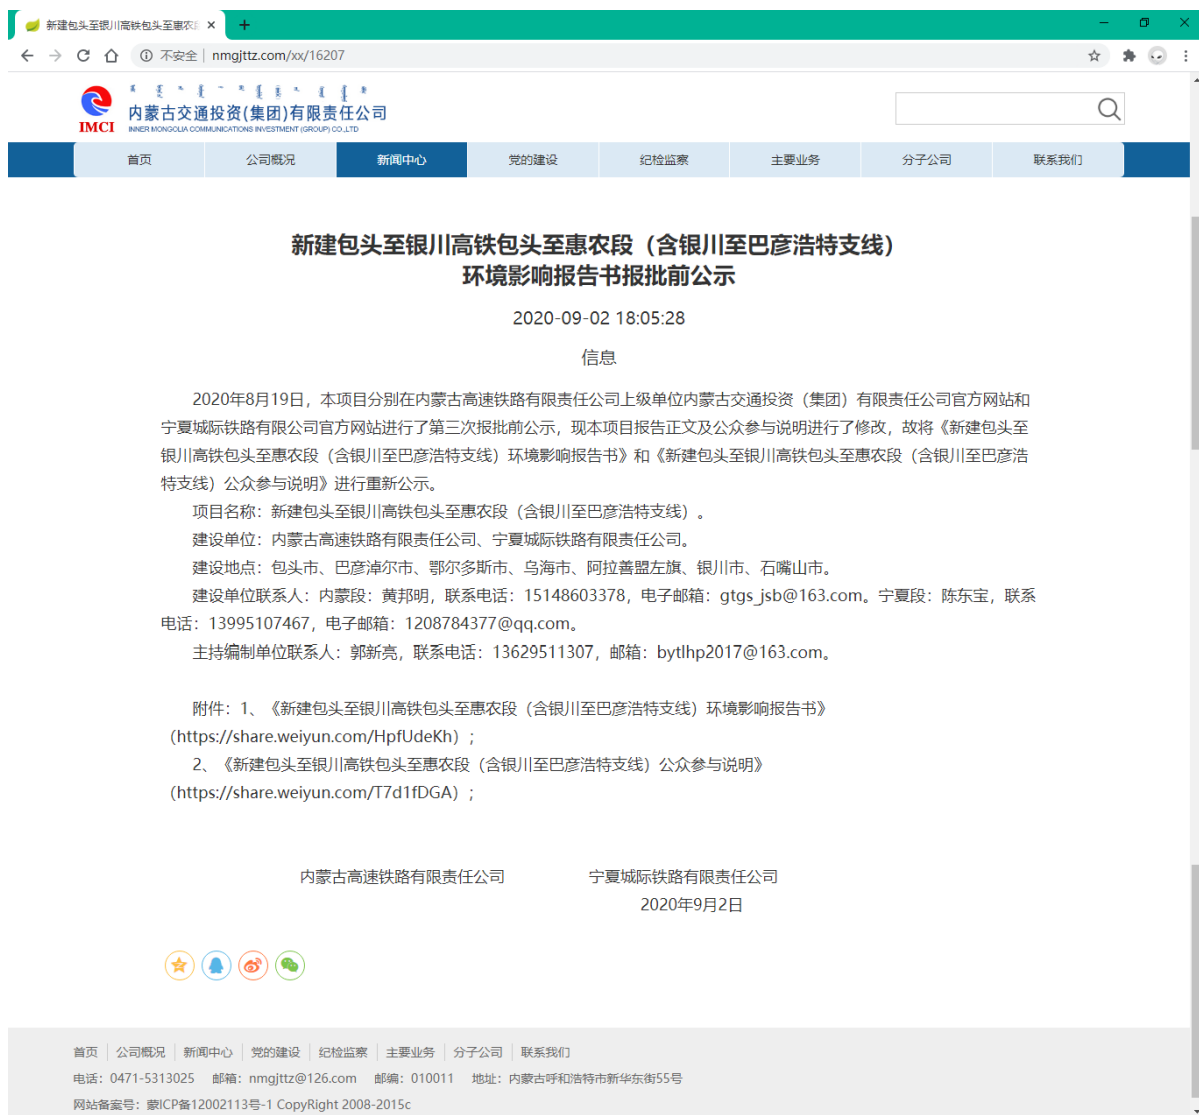 新建包头至银川高铁包头至惠农段
不安全 | nmgjttz.com/xx/16207
内蒙古交通投资(集团)有限责任公司
IMCI INNER MONGOLIA COMMUNICATIONS INVESTMENT (GROUP) CO.,LTD
首页 公司概况 新闻中心 党的建设 纪检监察 主要业务 分子公司 联系我们
新建包头至银川高铁包头至惠农段（含银川至巴彦浩特支线）
环境影响报告书报批前公示
2020-09-02 18:05:28
信息
2020年8月19日，本项目分别在内蒙古高速铁路有限责任公司上级单位内蒙古交通投资（集团）有限责任公司官方网站和
宁夏城际铁路有限公司官方网站进行了第三次报批前公示，现本项目报告正文及公众参与说明进行了修改，故将《新建包头至
银川高铁包头至惠农段（含银川至巴彦浩特支线）环境影响报告书》和《新建包头至银川高铁包头至惠农段（含银川至巴彦浩
特支线）公众参与说明》进行重新公示。
项目名称：新建包头至银川高铁包头至惠农段（含银川至巴彦浩特支线）。
建设单位：内蒙古高速铁路有限责任公司、宁夏城际铁路有限责任公司。
建设地点：包头市、巴彦淖尔市、鄂尔多斯市、乌海市、阿拉善盟左旗、银川市、石嘴山市。
建设单位联系人：内蒙段：黄邦明，联系电话：15148603378，电子邮箱：gtgs_jsb@163.com。宁夏段：陈东宝，联系
电话：13995107467，电子邮箱：1208784377@qq.com。
主持编制单位联系人：郭新亮，联系电话：13629511307，邮箱：bytlhp2017@163.com。
附件：1、《新建包头至银川高铁包头至惠农段（含银川至巴彦浩特支线）环境影响报告书》
（https://share.weiyun.com/HpfUdeKh）;
2、《新建包头至银川高铁包头至惠农段（含银川至巴彦浩特支线）公众参与说明》
（https://share.weiyun.com/T7d1fDGA）;
内蒙古高速铁路有限责任公司 宁夏城际铁路有限责任公司
2020年9月2日
首页 公司概况 新闻中心 党的建设 纪检监察 主要业务 分子公司 联系我们
电话：0471-5313025 邮箱：nmgjttz@126.com 邮编：010011 地址：内蒙古呼和浩特市新华东街55号
网站备案号：蒙ICP备12002113号-1 CopyRight 2008-2015c